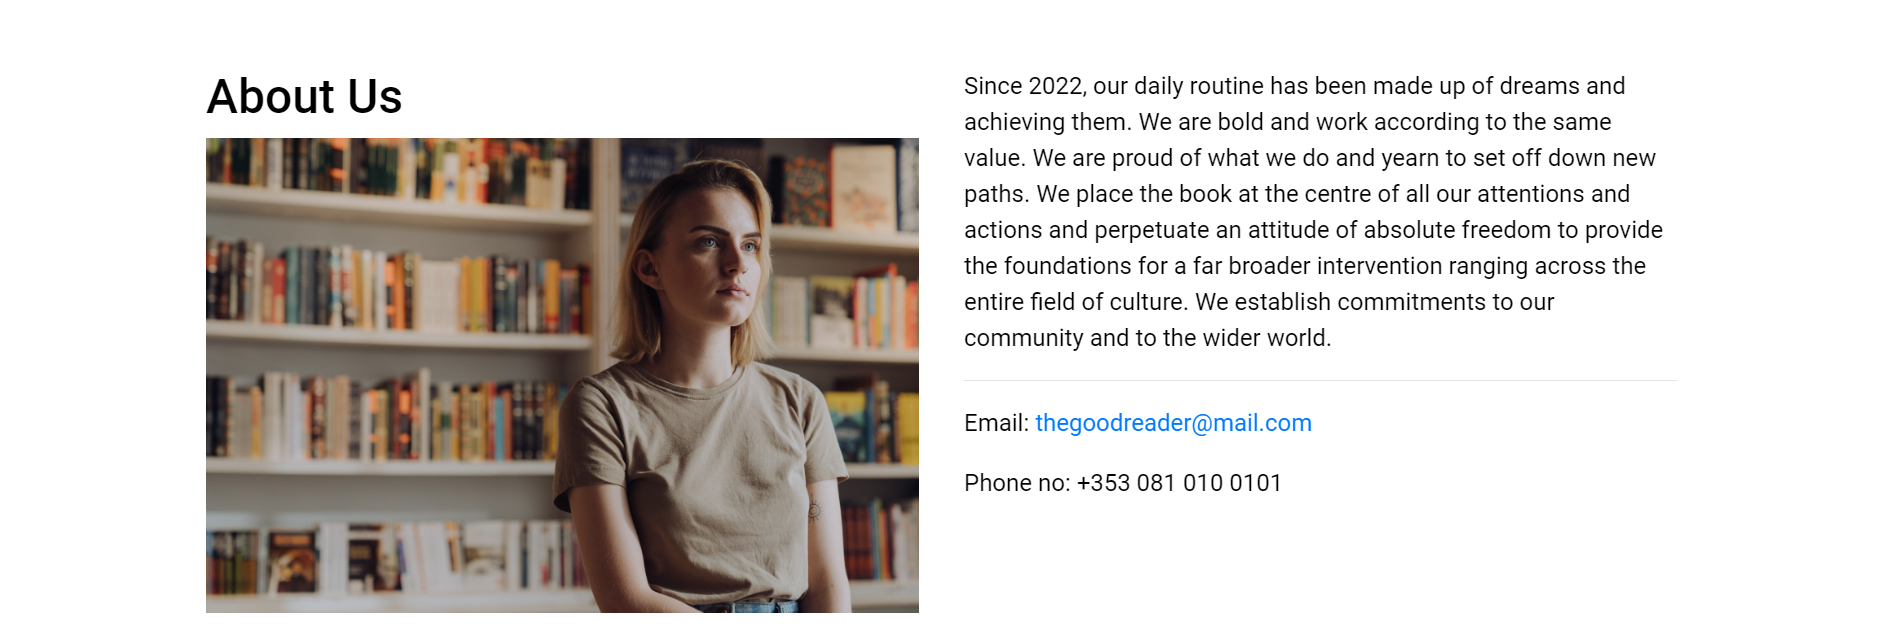 About Us
Since 2022, our daily routine has been made up of dreams and
achieving them. We are bold and work according to the same
value. We are proud of what we do and yearn to set off down new
paths. We place the book at the centre of all our attentions and
actions and perpetuate an attitude of absolute freedom to provide
the foundations for a far broader intervention ranging across the
entire field of culture. We establish commitments to our
community and to the wider world.
Email: thegoodreader@mail.com
Phone no: +353 081 010 0101